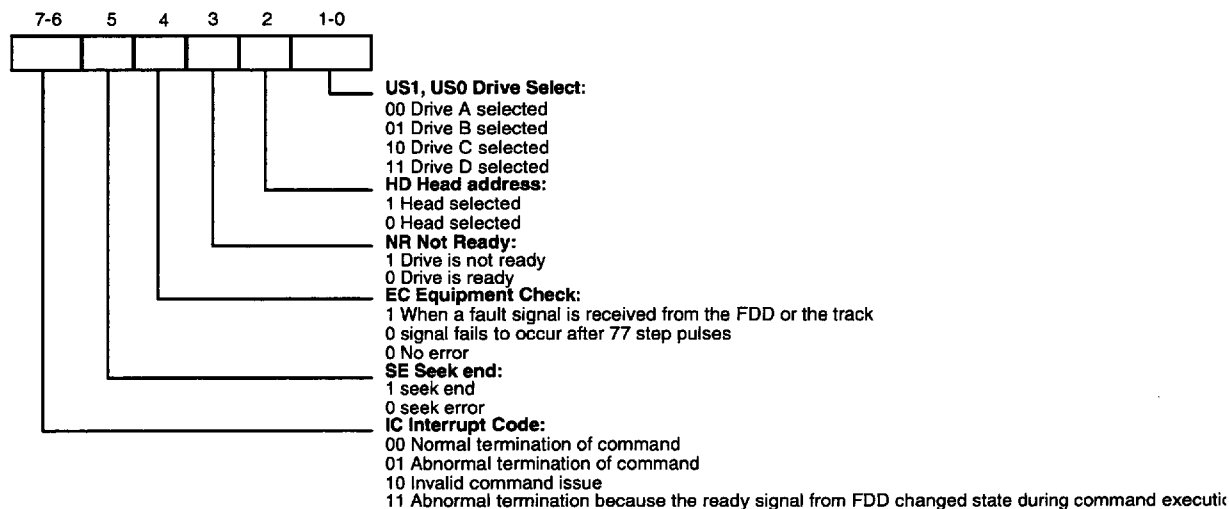 7-6 5 4 3 2 1-0
US1, US0 Drive Select:
00 Drive A selected
01 Drive B selected
10 Drive C selected
11 Drive D selected
HD Head address:
1 Head selected
0 Head selected
NR Not Ready:
1 Drive is not ready
0 Drive is ready
EC Equipment Check:
1 When a fault signal is received from the FDD or the track
0 signal fails to occur after 77 step pulses
0 No error
SE Seek end:
1 seek end
0 seek error
IC Interrupt Code:
00 Normal termination of command
01 Abnormal termination of command
10 Invalid command issue
11 Abnormal termination because the ready signal from FDD changed state during command executi